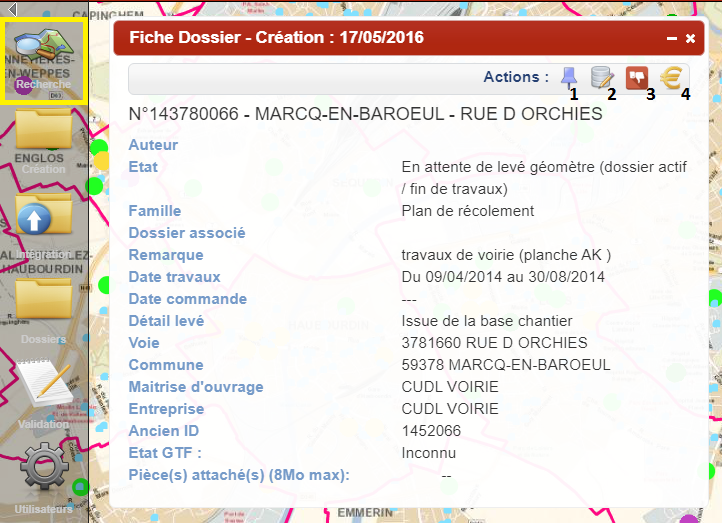 CAPINGHEM
Fiche Dossier - Création : 17/05/2016
Actions :
1 2 3 4
N°143780066 - MARCQ-EN-BAROEUL - RUE D ORCHIES
Auteur
Etat En attente de levé géomètre (dossier actif
/ fin de travaux)
Famille Plan de récolement
Dossier associé
Remarque travaux de voirie (planche AK )
Date travaux Du 09/04/2014 au 30/08/2014
Date commande ---
Détail levé Issue de la base chantier
Voie 3781660 RUE D ORCHIES
Commune 59378 MARCQ-EN-BAROEUL
Maitrise d'ouvrage CUDL VOIRIE
Entreprise CUDL VOIRIE
Ancien ID 1452066
Etat GTF : Inconnu
Pièce(s) attaché(s) (8Mo max): --
NNEYIERES-
EN-WEPPES
Recherche
ENGLOS
Création
Intégration
HAUBOURDIN
Dossiers
Validation
Utilisateurs
EMMERIN